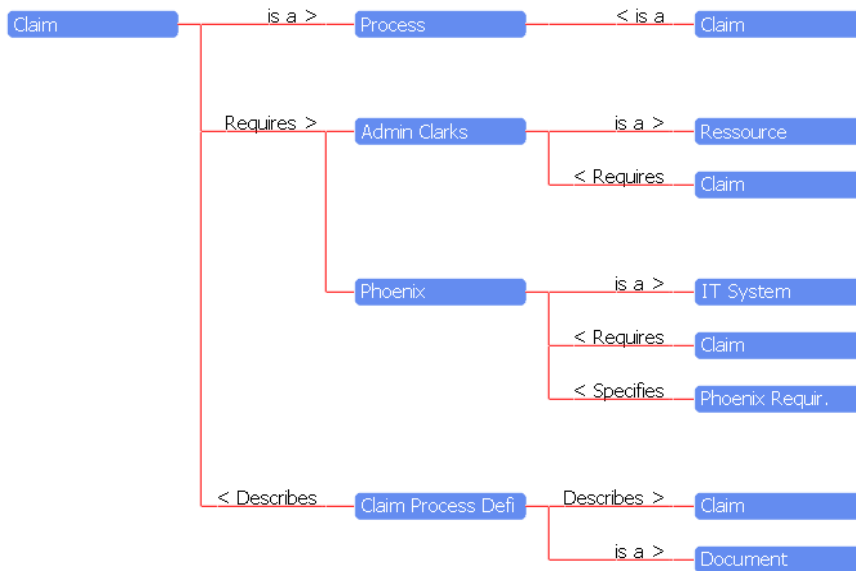 Claim is a > Process < is a Claim
Requires > Admin Clarks is a > Ressource
< Requires Claim
Phoenix is a > IT System
< Requires Claim
< Specifies Phoenix Requir.
< Describes Claim Process Defi Describes > Claim
is a > Document